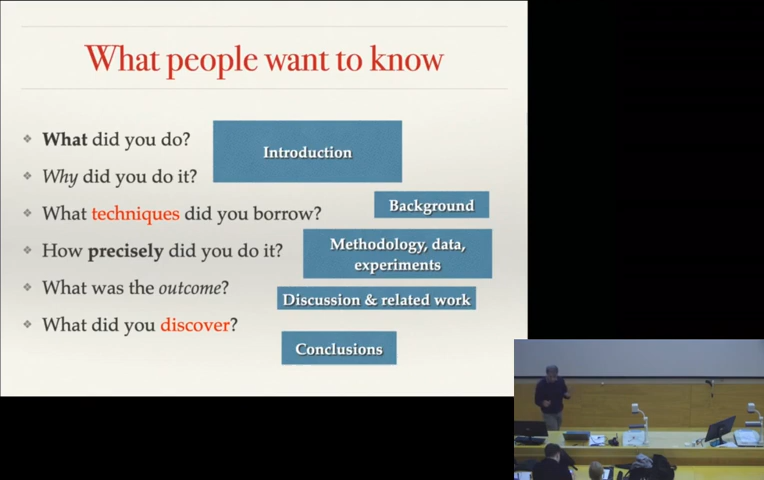 What people want to know
What did you do?
Introduction
Why did you do it?
What techniques did you borrow?
Background
How precisely did you do it?
Methodology, data,
experiments
What was the outcome?
Discussion & related work
What did you discover?
Conclusions